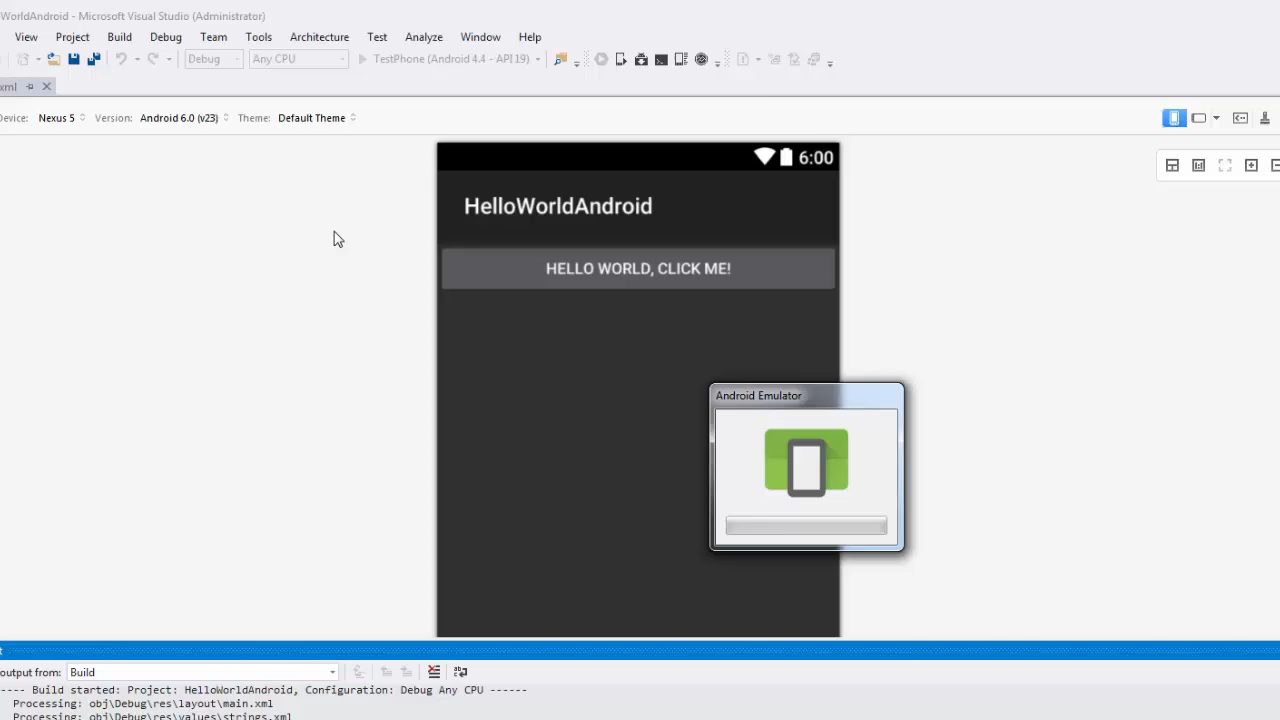 WorldAndroid - Microsoft Visual Studio (Administrator)
View Project Build Debug Team Tools Architecture Test Analyze Window Help
Debug Any CPU TestPhone (Android 4.4 - API 19)
xml
Device: Nexus 5 Version: Android 6.0 (v23) Theme: Default Theme
6:00
HelloWorldAndroid
HELLO WORLD, CLICK ME!
Android Emulator
t
output from: Build
---- Build started: Project: HelloWorldAndroid, Configuration: Debug Any CPU ------
Processing: obj\Debug\res\layout\main.xml
Processing: obj\Debug\res\values\strings.xml